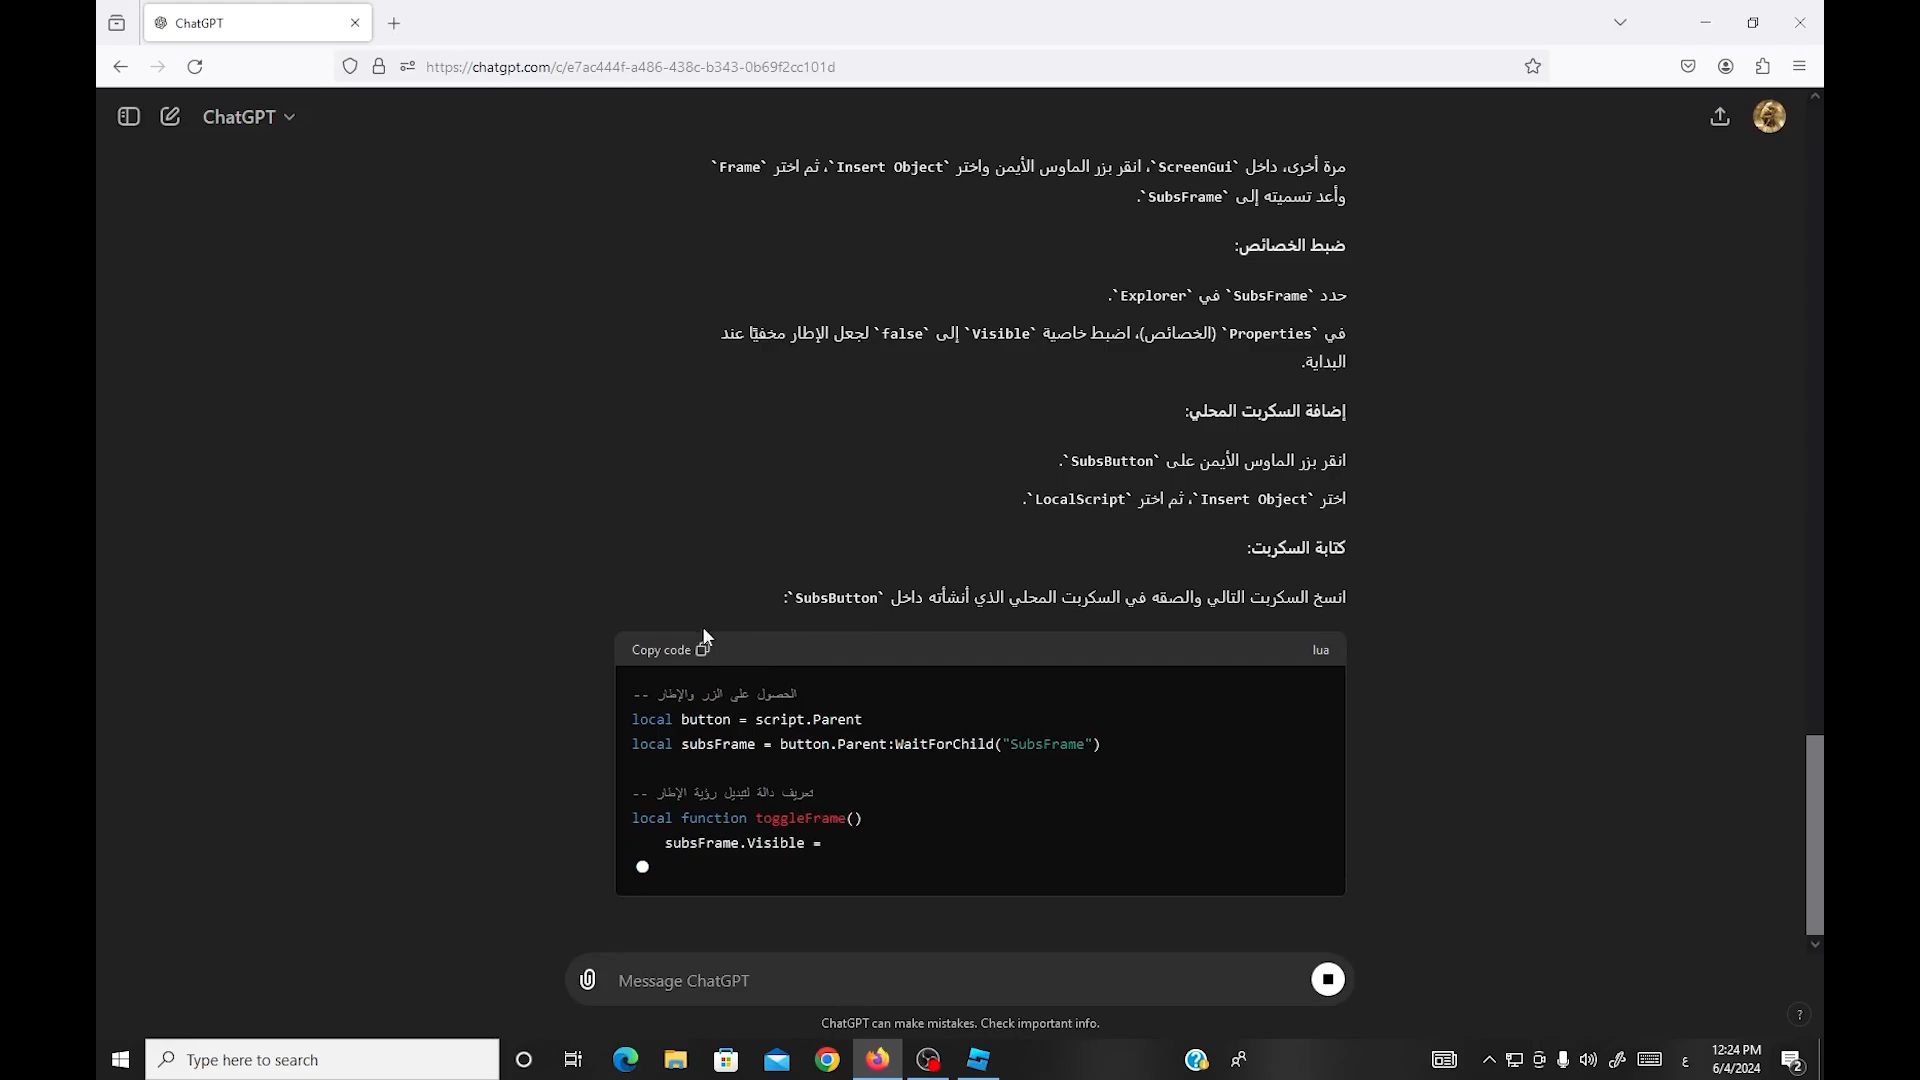 ChatGPT
https://chatgpt.com/c/e7ac444f-a486-438c-b343-0b69f2cc101d
ChatGPT
مرة أخرى، داخل `ScreenGui`، انقر بزر الماوس الأيمن واختر `Insert Object`، ثم اختر `Frame`
وأعد تسميته إلى `SubsFrame`.
ضبط الخصائص:
حدد `SubsFrame` في `Explorer`.
في `Properties` (الخصائص)، اضبط خاصية `Visible` إلى `false` لجعل الإطار مخفيًا عند
البداية.
إضافة السكربت المحلي:
انقر بزر الماوس الأيمن على `SubsButton`.
اختر `Insert Object`، ثم اختر `LocalScript`.
كتابة السكربت:
انسخ السكربت التالي والصقه في السكربت المحلي الذي أنشأته داخل `SubsButton`:
Copy code
lua
-- الحصول على الزر والإطار
local button = script.Parent
local subsFrame = button.Parent:WaitForChild("SubsFrame")
-- تعريف دالة لتبديل رؤية الإطار
local function toggleFrame()
subsFrame.Visible =
Message ChatGPT
ChatGPT can make mistakes. Check important info.
?
Type here to search
ع
12:24 PM
6/4/2024
2